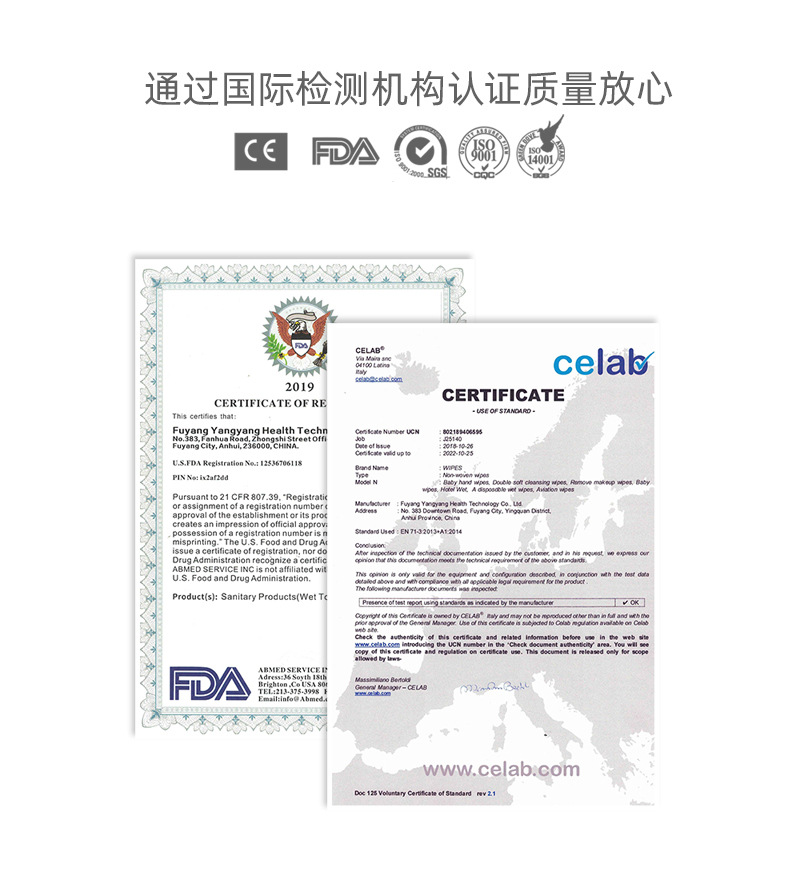 通过国际检测机构认证质量放心
CE
FDA
ISO 9001:2000
SGS
QUALITY ASSURED FIRM
ISO
9001
CQC
GREEN DOVE AWARD
ISO
14001
SGS
FDA
2019
CERTIFICATE OF RE
This certifies that:
Fuyang Yangyang Health Techn
No.383, Fanhua Road, Zhongshi Street Offi
Fuyang City, Anhui, 236000, CHINA.
U.S.FDA Registration No.: 12536706118
PIN No: ix2af2dd
Pursuant to 21 CFR 807.39, "Registratio
or assignment of a registration number d
approval of the establishment or its prod
creates an impression of official approva
possession of a registration number is m
misprinting." The U.S. Food and Drug Ad
issue a certificate of registration, nor do
Drug Administration recognize a certific
ABMED SERVICE INC is not affiliated with
U.S. Food and Drug Administration.
Product(s): Sanitary Products(Wet To
FDA
ABMED SERVICE IN
Adress:36 Soyth 18th
Brighton ,Co USA 806
TEL:213-375-3998
Email:info@Abmed.c
CELAB®
Via Maira snc
04100 Latina
Italy
celab@celab.com
celab
CERTIFICATE
- USE OF STANDARD -
Certificate Number UCN : 802189406595
Job : J25140
Date of Issue : 2018-10-26
Certificate valid up to : 2022-10-25
Brand Name : WIPES
Type : Non-woven wipes
Model N : Baby hand wipes, Double soft cleansing wipes, Remove makeup wipes, Baby
wipes, Hotel Wet, A disposable wet wipes, Aviation wipes
Manufacturer : Fuyang Yangyang Health Technology Co., Ltd.
Address : No. 383 Downtown Road, Fuyang City, Yingquan District,
Anhui Province, China
Standard Used : EN 71-3:2013+A1:2014
Conclusion:
After inspection of the technical documentation issued by the customer, and in his request, we express our
opinion that this documentation meets the technical requirement of the above standards.
This opinion is only valid for the equipment and configuration described, in conjunction with the test data
detailed above and with compliance with all applicable legal requirement for the product .
The following manufacturer documents was inspected:
Presence of test report using standards as indicated by the manufacturer ✓ OK
Copyright of this Certificate is owned by CELAB® Italy and may not be reproduced other than in full and with the
prior approval of the General Manager. Use of this certificate is subjected to Celab regulation available on Celab
web site.
Check the authenticity of this certificate and related information before use in the web site
www.celab.com introducing the UCN number in the 'Check document authenticity' area. You will see
copy of this certificate and regulation on certificate use. This document is released only for scope
allowed by laws-
Massimiliano Bertoldi
General Manager – CELAB
www.celab.com
www.celab.com
Doc 125 Voluntary Certificate of Standard rev 2.1